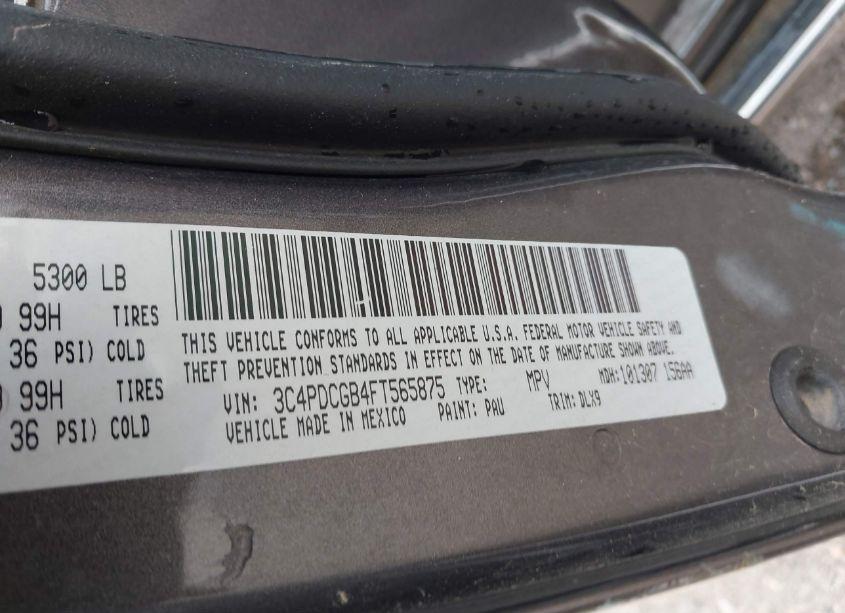 5300 LB
99H TIRES
36 PSI) COLD
99H TIRES
36 PSI) COLD
THIS VEHICLE CONFORMS TO ALL APPLICABLE U.S.A. FEDERAL MOTOR VEHICLE SAFETY AND
THEFT PREVENTION STANDARDS IN EFFECT ON THE DATE OF MANUFACTURE SHOWN ABOVE.
VIN: 3C4PDCGB4FT565875 TYPE: MPV MDH:101307 156AA
VEHICLE MADE IN MEXICO PAINT: PAU TRIM: DLX9